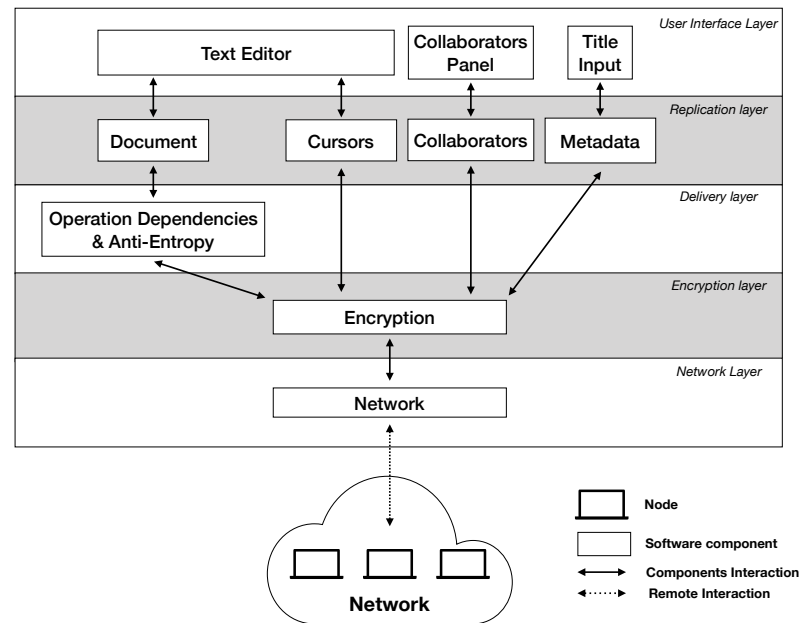 User Interface Layer
Text Editor
Collaborators
Panel
Title
Input
Replication layer
Document
Cursors
Collaborators
Metadata
Delivery layer
Operation Dependencies
& Anti-Entropy
Encryption layer
Encryption
Network Layer
Network
Node
Software component
Components Interaction
Remote Interaction
Network